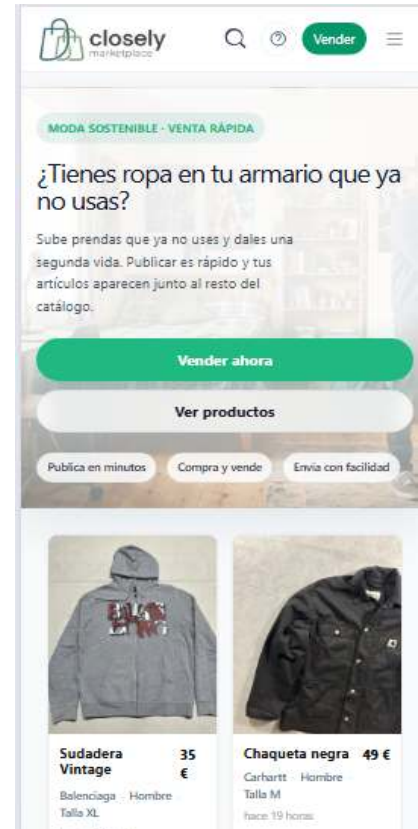 closely
marketplace
Vender
MODA SOSTENIBLE - VENTA RÁPIDA
¿Tienes ropa en tu armario que ya
no usas?
Sube prendas que ya no uses y dales una
segunda vida. Publicar es rápido y tus
artículos aparecen junto al resto del
catálogo.
Vender ahora
Ver productos
Publica en minutos
Compra y vende
Envía con facilidad
Sudadera
Vintage
35
€
Balenciaga Hombre
Talla XL
Chaqueta negra 49 €
Carhartt Hombre
Talla M
hace 19 horas